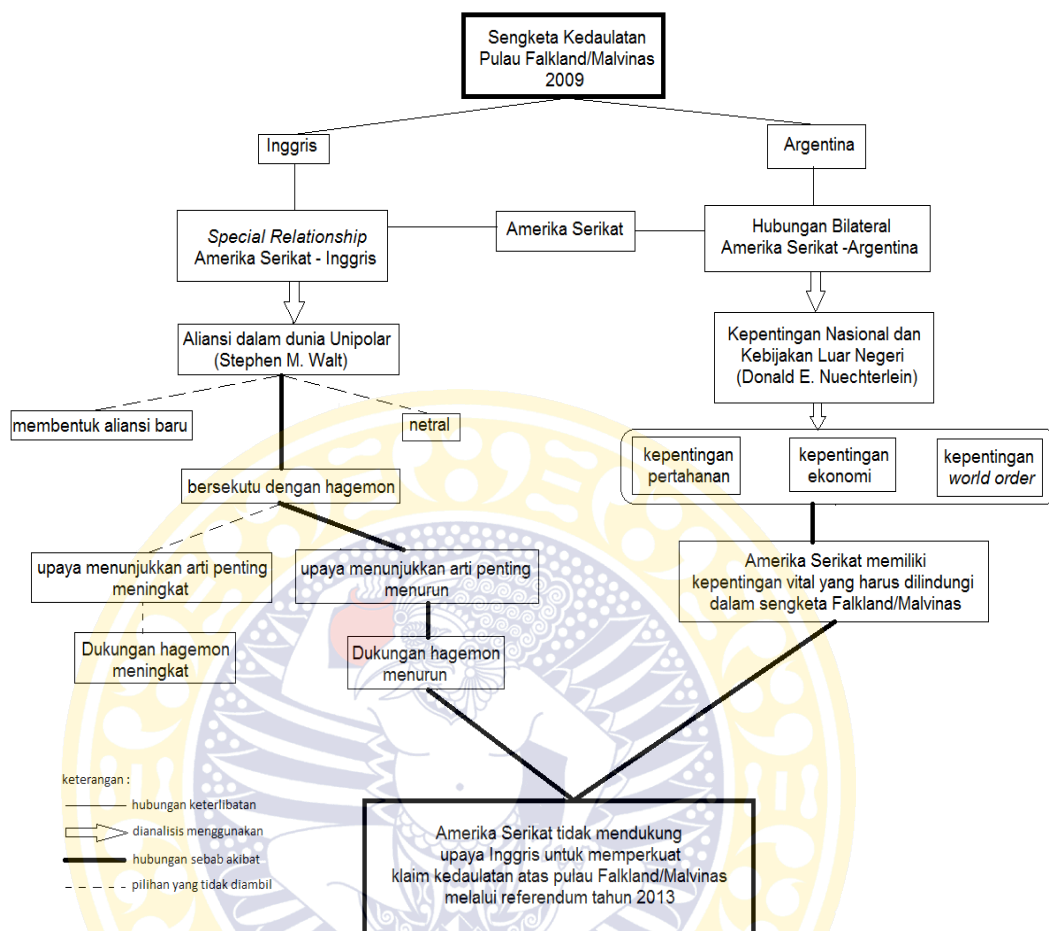 Sengketa Kedaulatan
Pulau Falkland/Malvinas
2009
Inggris
Argentina
Special Relationship
Amerika Serikat - Inggris
Amerika Serikat
Hubungan Bilateral
Amerika Serikat -Argentina
Aliansi dalam dunia Unipolar
(Stephen M. Walt)
Kepentingan Nasional dan
Kebijakan Luar Negeri
(Donald E. Nuechterlein)
membentuk aliansi baru
netral
bersekutu dengan hagemon
kepentingan
pertahanan
kepentingan
ekonomi
kepentingan
world order
upaya menunjukkan arti penting
meningkat
upaya menunjukkan arti penting
menurun
Amerika Serikat memiliki
kepentingan vital yang harus dilindungi
dalam sengketa Falkland/Malvinas
Dukungan hagemon
meningkat
Dukungan hagemon
menurun
keterangan :
hubungan keterlibatan
dianalisis menggunakan
hubungan sebab akibat
pilihan yang tidak diambil
Amerika Serikat tidak mendukung
upaya Inggris untuk memperkuat
klaim kedaulatan atas pulau Falkland/Malvinas
melalui referendum tahun 2013